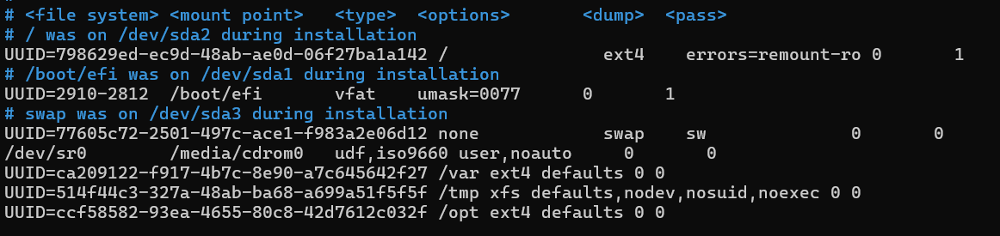 #
# <file system> <mount point>   <type>  <options>       <dump>  <pass>
# / was on /dev/sda2 during installation
UUID=798629ed-ec9d-48ab-ae0d-06f27ba1a142 /               ext4    errors=remount-ro 0       1
# /boot/efi was on /dev/sda1 during installation
UUID=2910-2812  /boot/efi       vfat    umask=0077      0       1
# swap was on /dev/sda3 during installation
UUID=77605c72-2501-497c-ace1-f983a2e06d12 none            swap    sw              0       0
/dev/sr0        /media/cdrom0   udf,iso9660 user,noauto     0       0
UUID=ca209122-f917-4b7c-8e90-a7c645642f27 /var ext4 defaults 0 0
UUID=514f44c3-327a-48ab-ba68-a699a51f5f5f /tmp xfs defaults,nodev,nosuid,noexec 0 0
UUID=ccf58582-93ea-4655-80c8-42d7612c032f /opt ext4 defaults 0 0